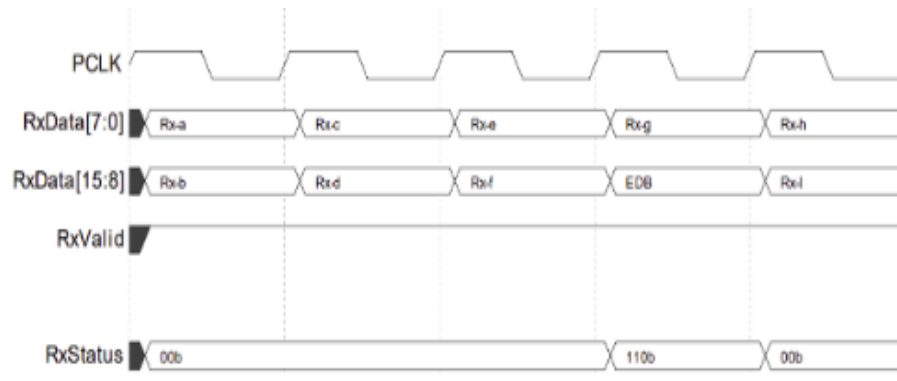 PCLK
RxData[7:0] Rx-a Rx-c Rx-e Rx-g Rx-h
RxData[15:8] Rx-b Rx-d Rx-f EDB Rx-I
RxValid
RxStatus 00b 110b 00b